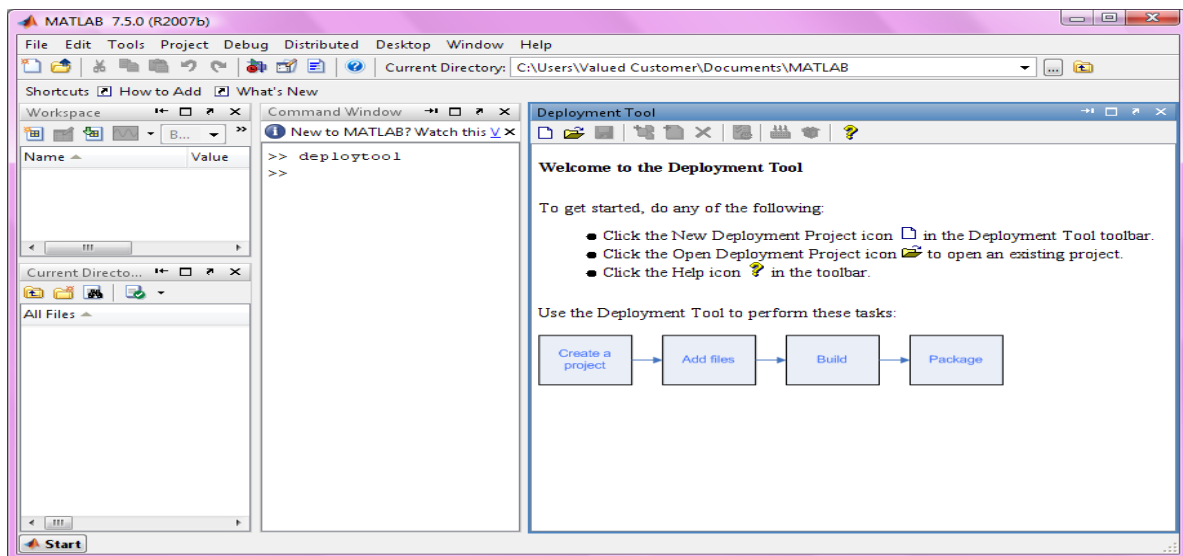 MATLAB 7.5.0 (R2007b)
File Edit Tools Project Debug Distributed Desktop Window Help
Current Directory: C:\Users\Valued Customer\Documents\MATLAB
Shortcuts How to Add What's New
Workspace
B...
Name Value
Current Directo...
All Files
Command Window
New to MATLAB? Watch this V
>> deploytool
>>
Deployment Tool
Welcome to the Deployment Tool
To get started, do any of the following:
Click the New Deployment Project icon in the Deployment Tool toolbar.
Click the Open Deployment Project icon to open an existing project.
Click the Help icon in the toolbar.
Use the Deployment Tool to perform these tasks:
Create a
project
Add files
Build
Package
Start